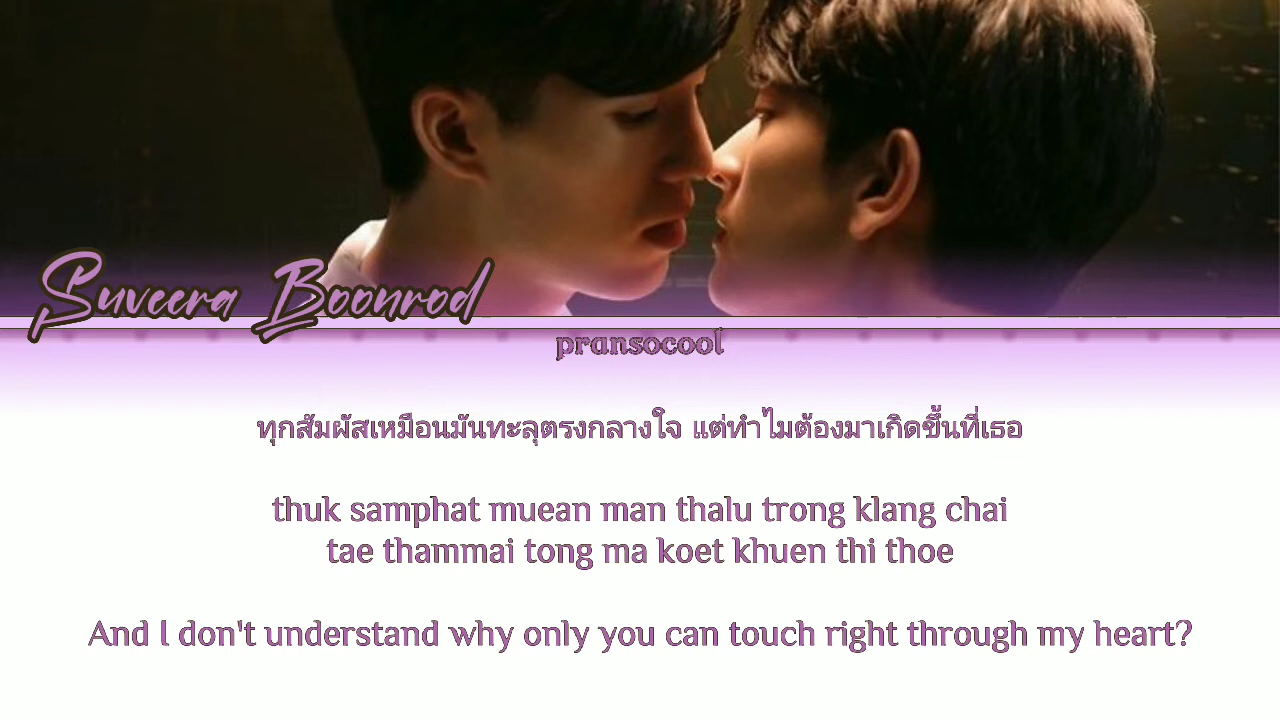 Suveera Boonrod
pransocool
ทุกสัมผัสเหมือนมันทะลุตรงกลางใจ แต่ทำไมต้องมาเกิดขึ้นที่เธอ
thuk samphat muean man thalu trong klang chai
tae thammai tong ma koet khuen thi thoe
And I don't understand why only you can touch right through my heart?